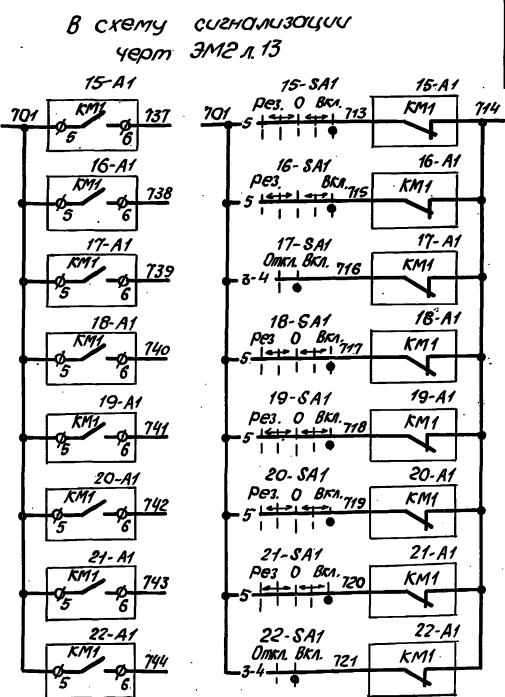 В схему сигнализации
черт ЭМ2 л.13
15-А1 15-SA1 15-А1
701 КМ1 737 701 Рез. О Вкл. 713 КМ1 714
5 6 5
16-А1 16-SA1 16-А1
КМ1 738 Рез. Вкл. 715 КМ1
5 6 5
17-А1 17-SA1 17-А1
КМ1 739 Откл. Вкл. 716 КМ1
5 6 3-4
18-А1 18-SA1 18-А1
КМ1 740 Рез О Вкл. 717 КМ1
5 6 5
19-А1 19-SA1 19-А1
КМ1 741 Рез. О Вкл. 718 КМ1
5 6 5
20-А1 20-SA1 20-А1
КМ1 742 Рез. О Вкл. 719 КМ1
5 6 5
21-А1 21-SA1 21-А1
КМ1 743 Рез О Вкл. 720 КМ1
5 6 5
22-А1 22-SA1 22-А1
КМ1 744 Откл. Вкл. 721 КМ1
5 6 3-4